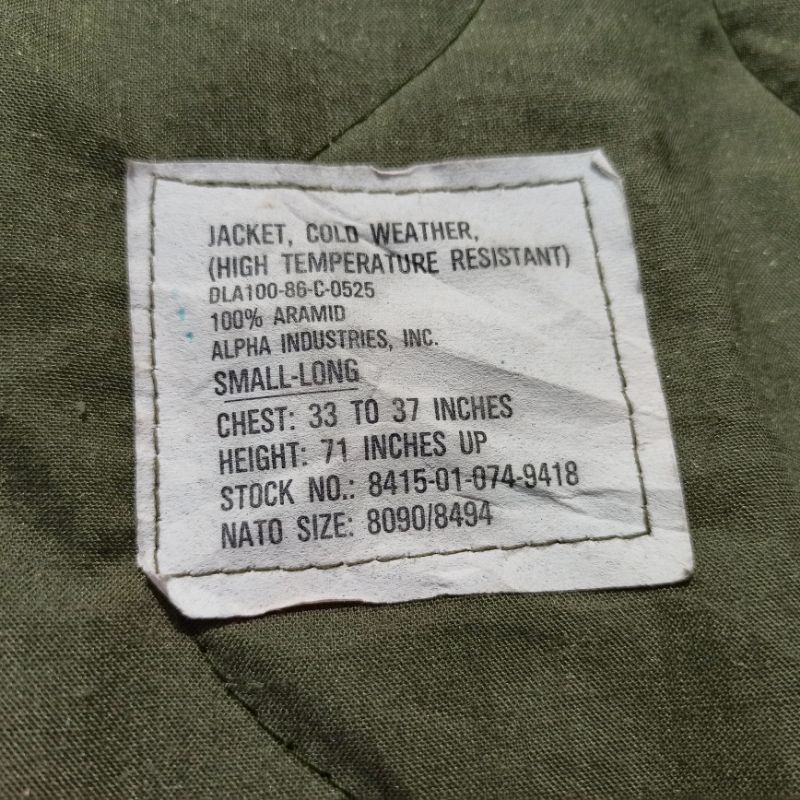 JACKET, COLD WEATHER,
(HIGH TEMPERATURE RESISTANT)
DLA100-86-C-0525
100% ARAMID
ALPHA INDUSTRIES, INC.
SMALL-LONG
CHEST: 33 TO 37 INCHES
HEIGHT: 71 INCHES UP
STOCK NO.: 8415-01-074-9418
NATO SIZE: 8090/8494